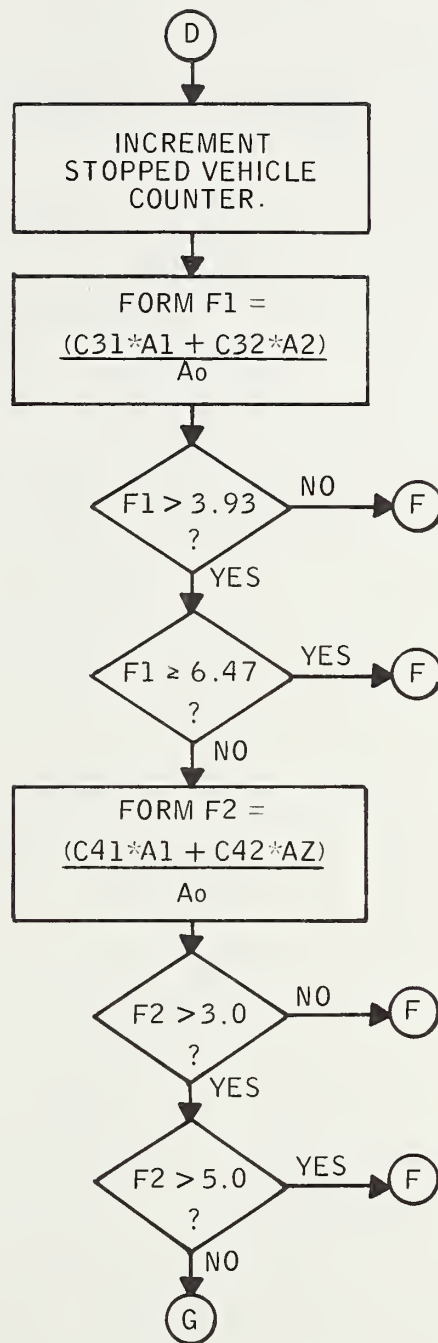 D
INCREMENT
STOPPED VEHICLE
COUNTER.
FORM F1 =
(C31*A1 + C32*A2)
Ao
F1 > 3.93
?
NO
F
YES
F1 ≥ 6.47
?
YES
F
NO
FORM F2 =
(C41*A1 + C42*AZ)
Ao
F2 > 3.0
?
NO
F
YES
F2 > 5.0
?
YES
F
NO
G